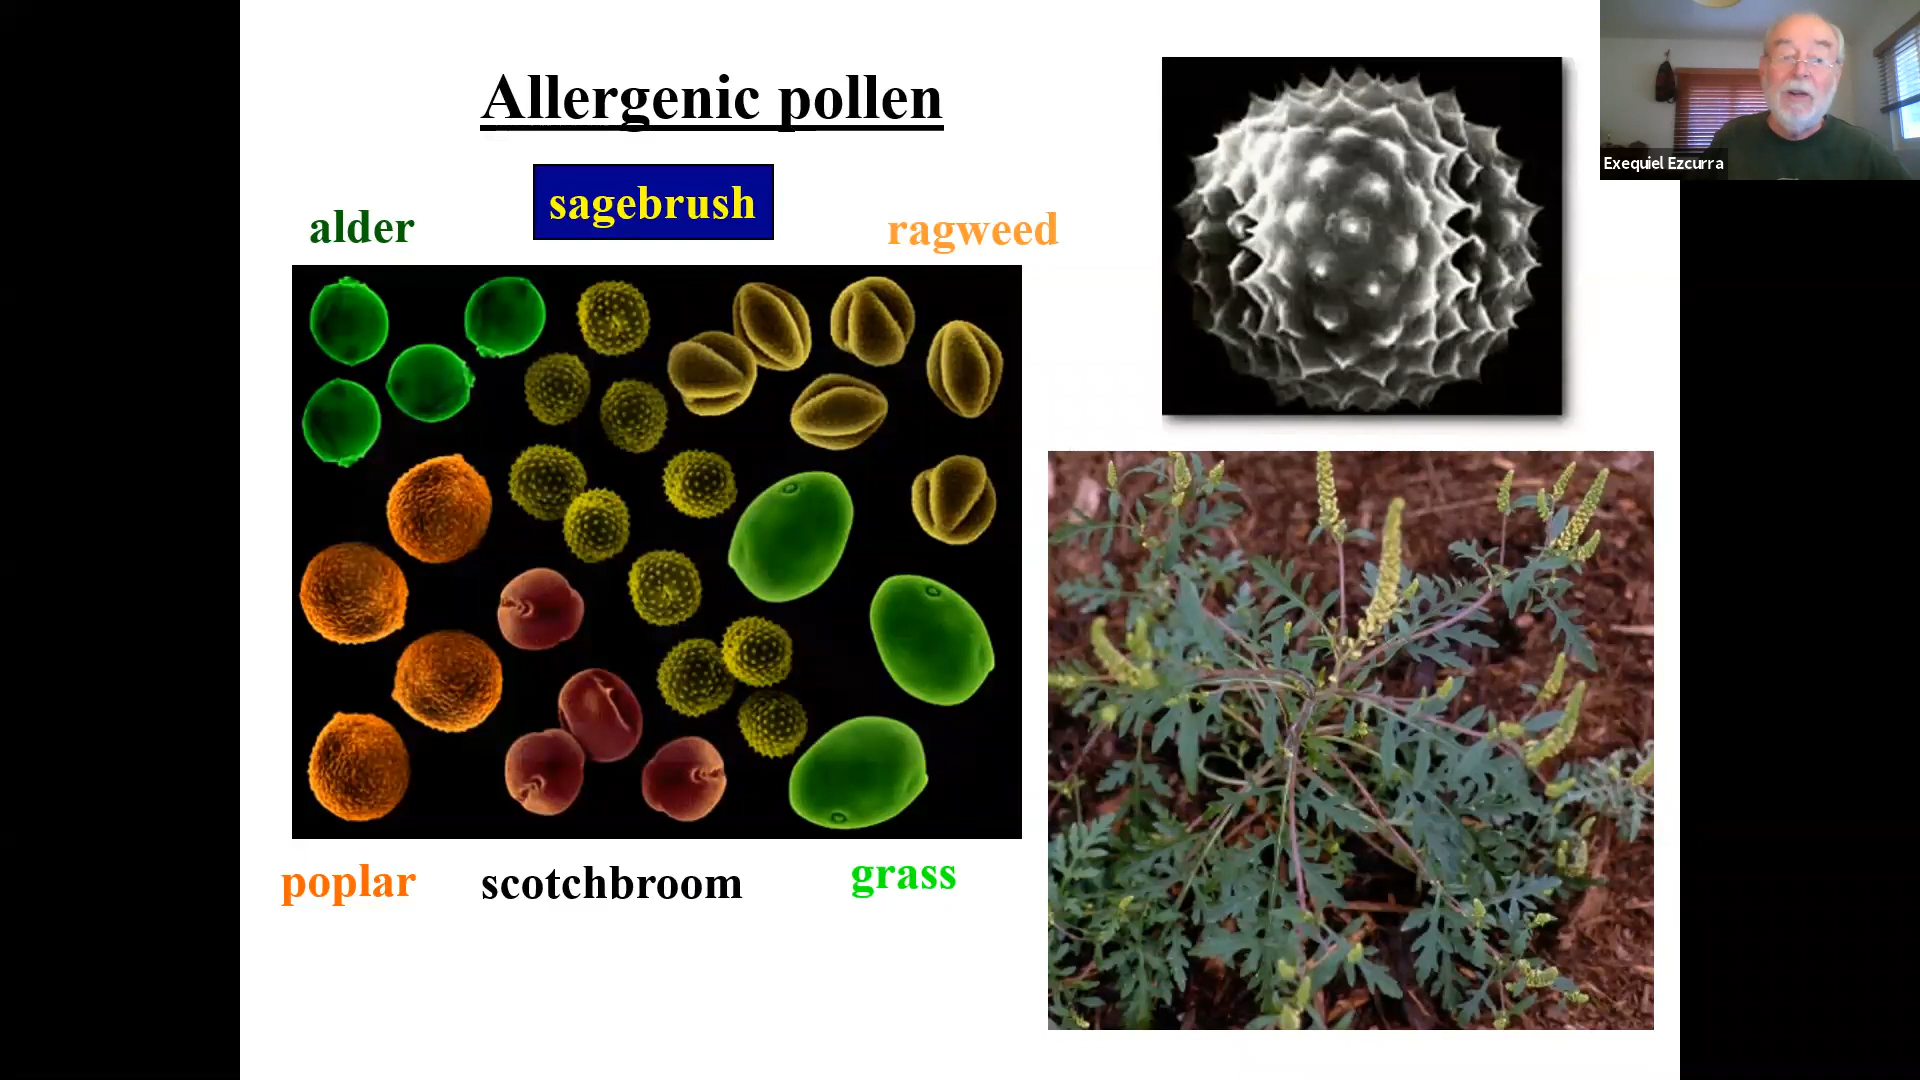 Allergenic pollen
sagebrush
alder
ragweed
poplar
scotchbroom
grass
Exequiel Ezcurra